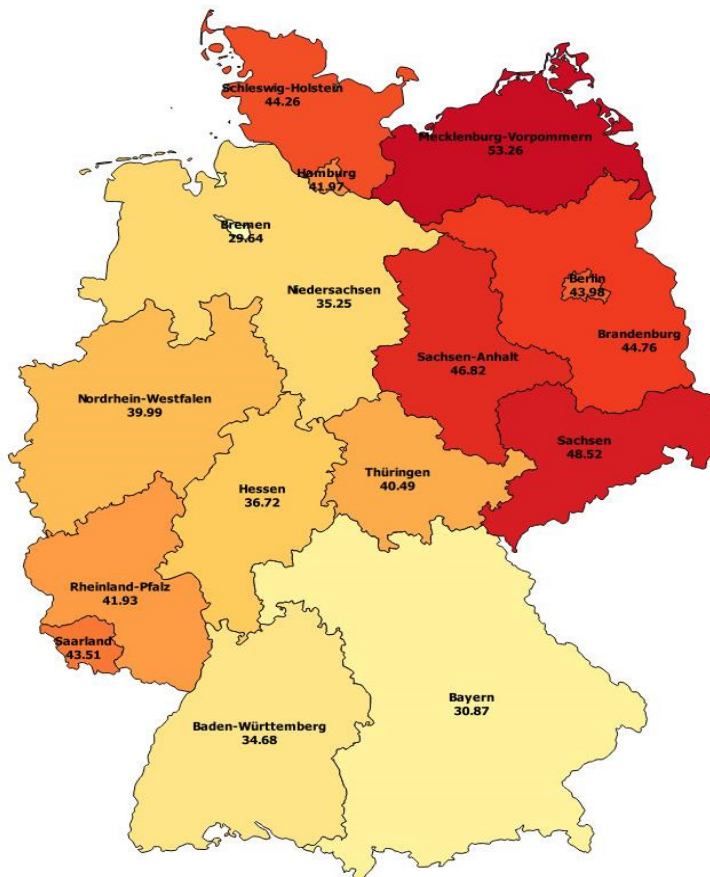 Schleswig-Holstein
44.26
Mecklenburg-Vorpommern
53.26
Hamburg
41.97
Bremen
29.64
Niedersachsen
35.25
Berlin
43.98
Brandenburg
44.76
Sachsen-Anhalt
46.82
Nordrhein-Westfalen
39.99
Sachsen
48.52
Thüringen
40.49
Hessen
36.72
Rheinland-Pfalz
41.93
Saarland
43.51
Bayern
30.87
Baden-Württemberg
34.68